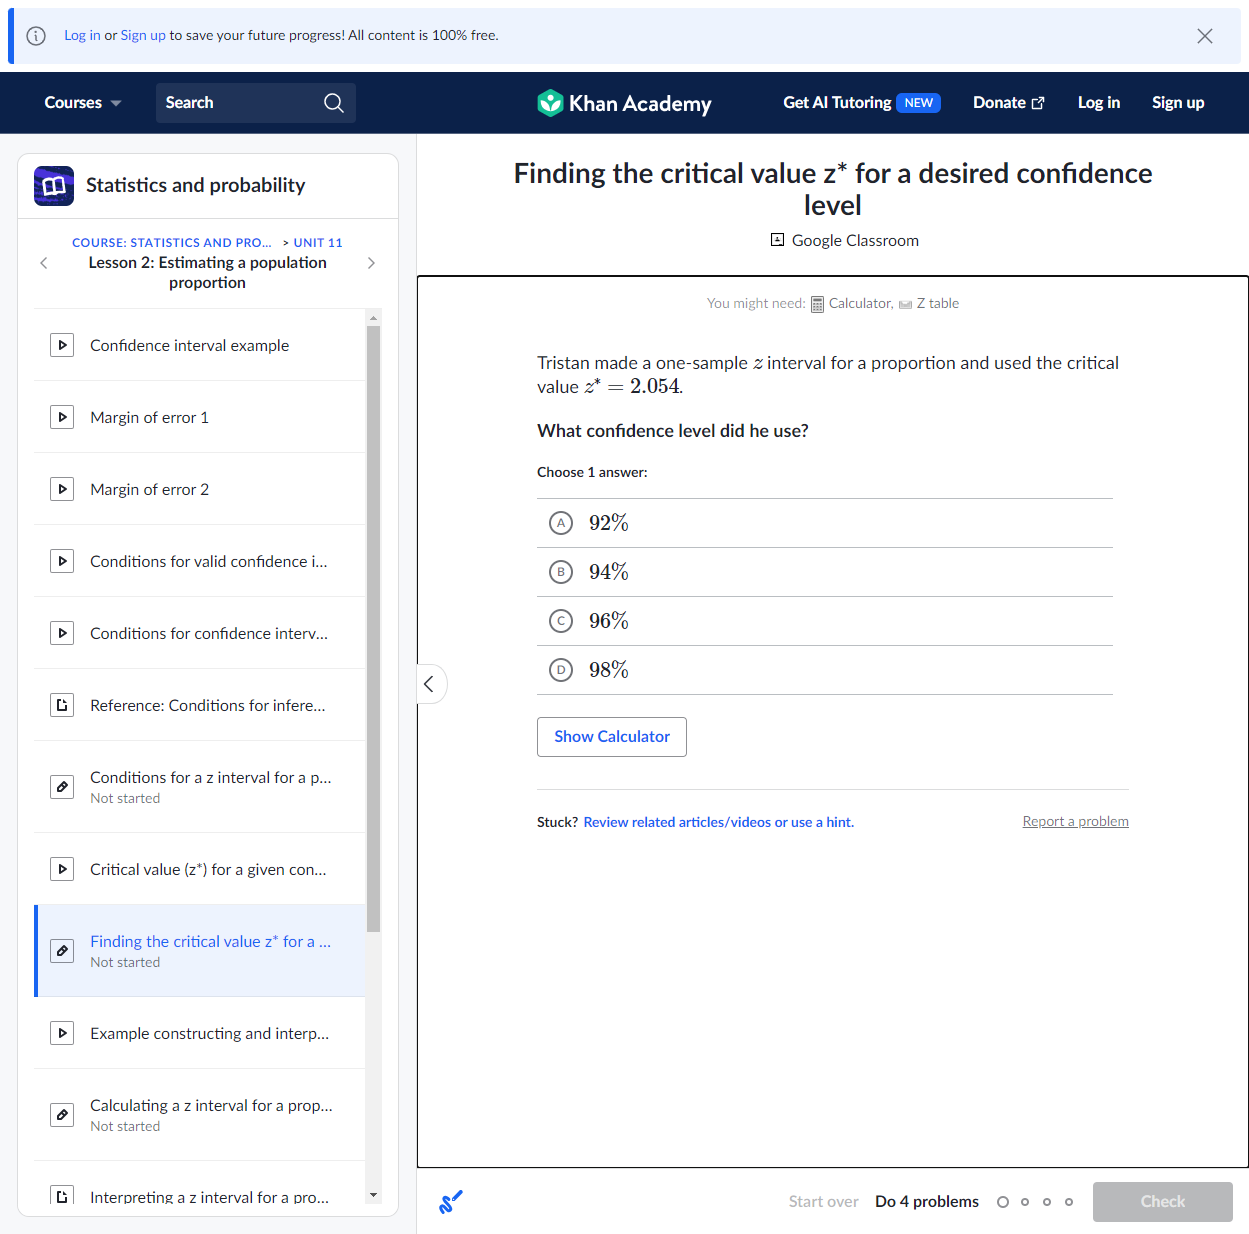 Log in or Sign up to save your future progress! All content is 100% free.
Courses
Search
Khan Academy
Get AI Tutoring NEW
Donate
Log in
Sign up
Statistics and probability
COURSE: STATISTICS AND PRO... > UNIT 11
Lesson 2: Estimating a population
proportion
Confidence interval example
Margin of error 1
Margin of error 2
Conditions for valid confidence i...
Conditions for confidence interv...
Reference: Conditions for infere...
Conditions for a z interval for a p...
Not started
Critical value (z*) for a given con...
Finding the critical value z* for a ...
Not started
Example constructing and interp...
Calculating a z interval for a prop...
Not started
Interpreting a z interval for a pro...
Finding the critical value z* for a desired confidence
level
Google Classroom
You might need: Calculator, Z table
Tristan made a one-sample z interval for a proportion and used the critical
value z* = 2.054.
What confidence level did he use?
Choose 1 answer:
A 92%
B 94%
C 96%
D 98%
Show Calculator
Stuck? Review related articles/videos or use a hint.
Report a problem
Start over
Do 4 problems
Check